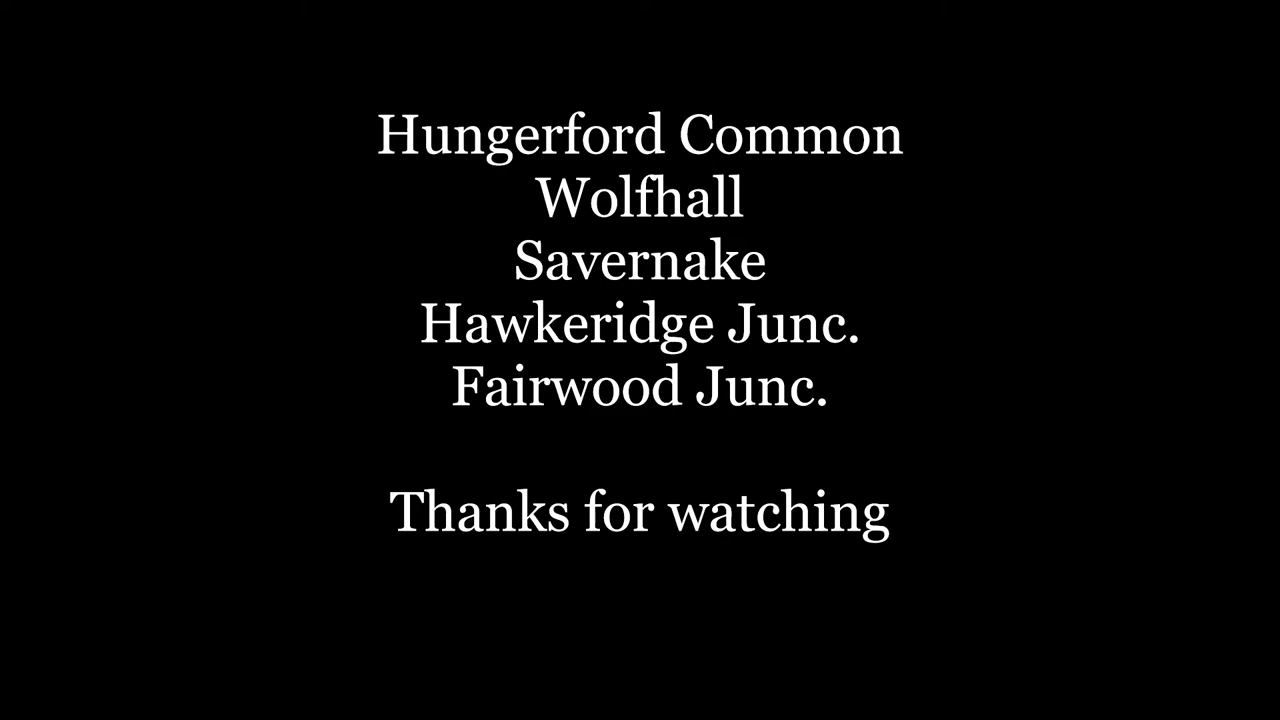 Hungerford Common
Wolfhall
Savernake
Hawkeridge Junc.
Fairwood Junc.
Thanks for watching